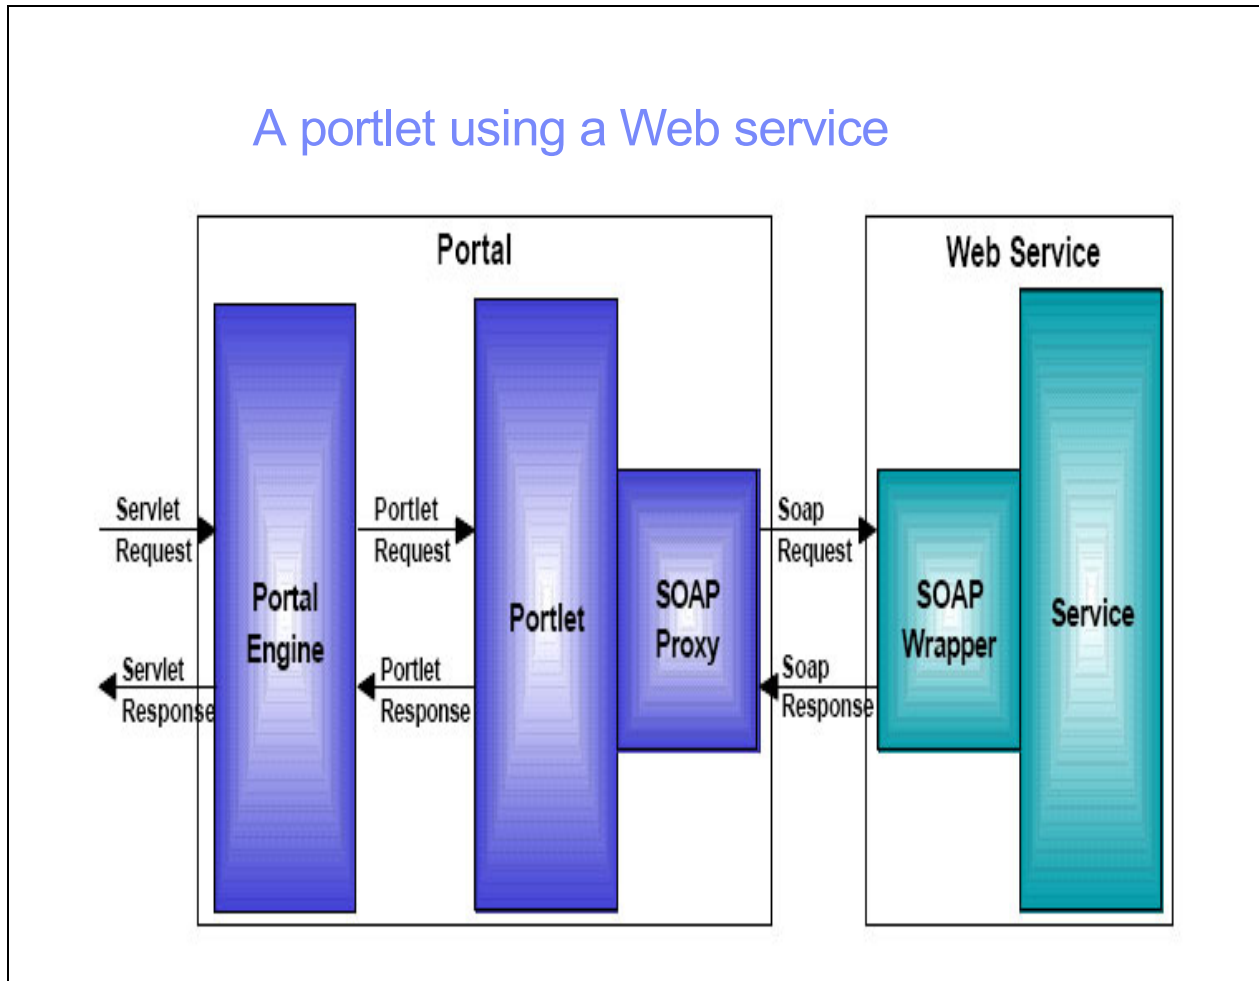 A portlet using a Web service
Portal
Web Service
Servlet
Request
Portlet
Request
Soap
Request
Portal
Engine
Portlet
SOAP
Proxy
SOAP
Wrapper
Service
Servlet
Response
Portlet
Response
Soap
Response